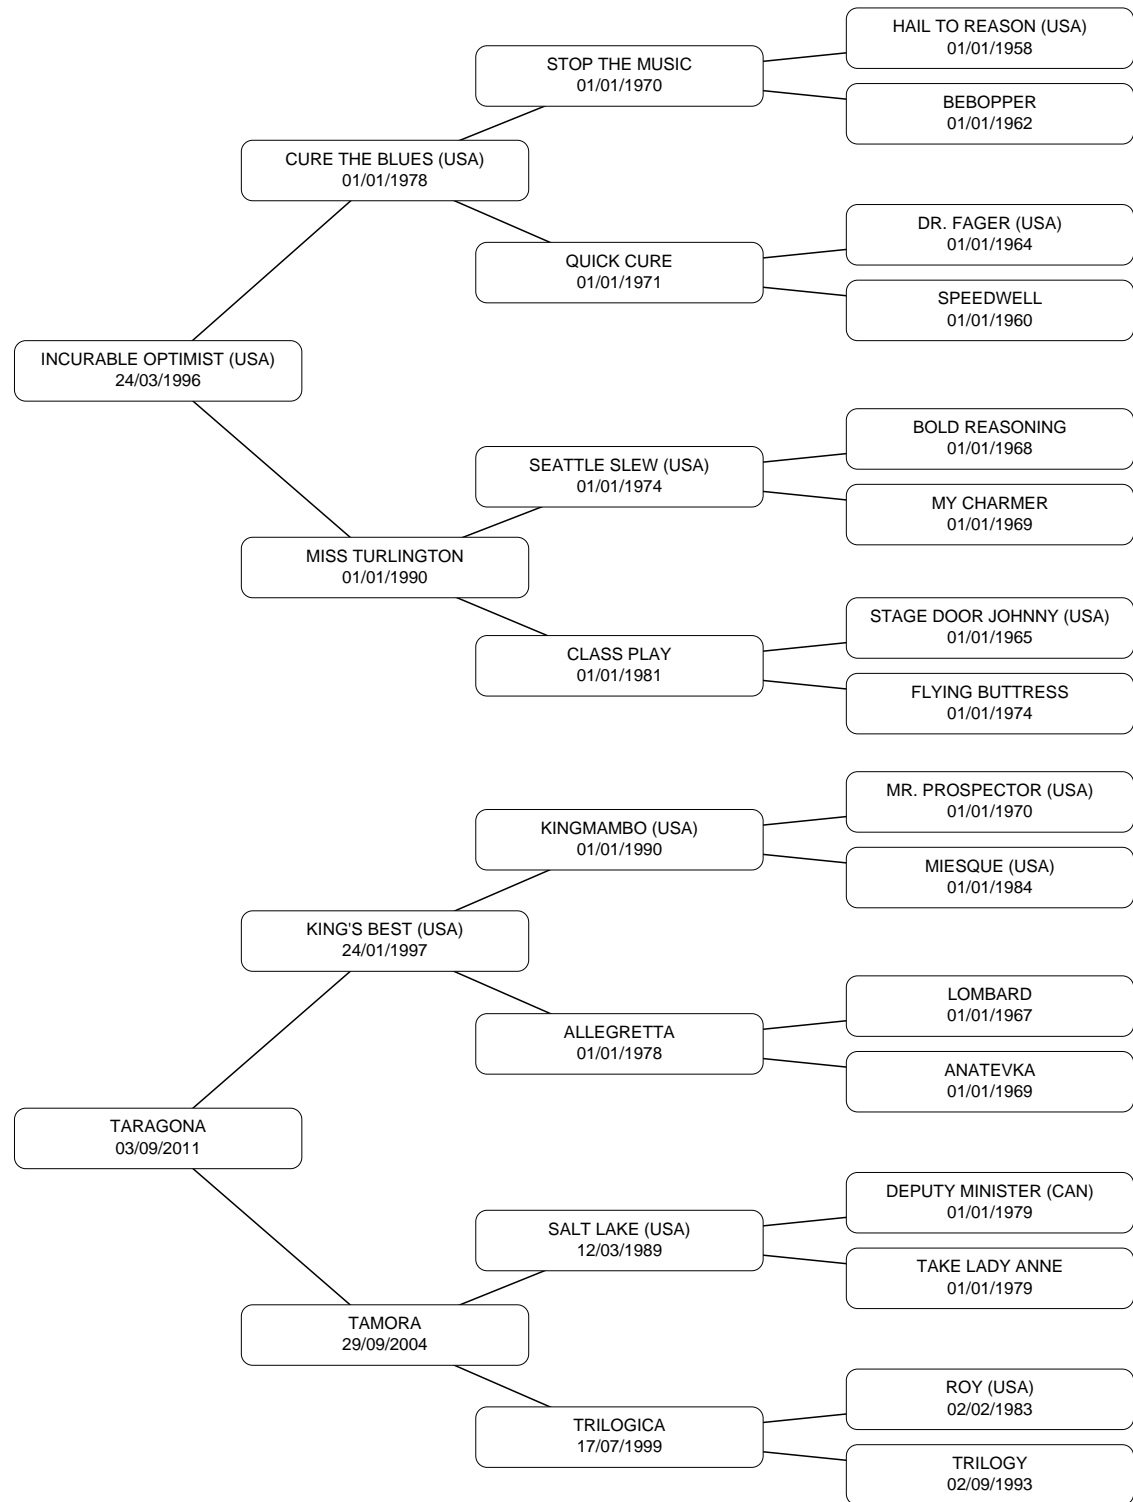 HAIL TO REASON (USA)
01/01/1958
STOP THE MUSIC
01/01/1970
BEBOPPER
01/01/1962
CURE THE BLUES (USA)
01/01/1978
DR. FAGER (USA)
01/01/1964
QUICK CURE
01/01/1971
SPEEDWELL
01/01/1960
INCURABLE OPTIMIST (USA)
24/03/1996
BOLD REASONING
01/01/1968
SEATTLE SLEW (USA)
01/01/1974
MY CHARMER
01/01/1969
MISS TURLINGTON
01/01/1990
STAGE DOOR JOHNNY (USA)
01/01/1965
CLASS PLAY
01/01/1981
FLYING BUTTRESS
01/01/1974
MR. PROSPECTOR (USA)
01/01/1970
KINGMAMBO (USA)
01/01/1990
MIESQUE (USA)
01/01/1984
KING'S BEST (USA)
24/01/1997
LOMBARD
01/01/1967
ALLEGRETTA
01/01/1978
ANATEVKA
01/01/1969
TARAGONA
03/09/2011
DEPUTY MINISTER (CAN)
01/01/1979
SALT LAKE (USA)
12/03/1989
TAKE LADY ANNE
01/01/1979
TAMORA
29/09/2004
ROY (USA)
02/02/1983
TRILOGICA
17/07/1999
TRILOGY
02/09/1993